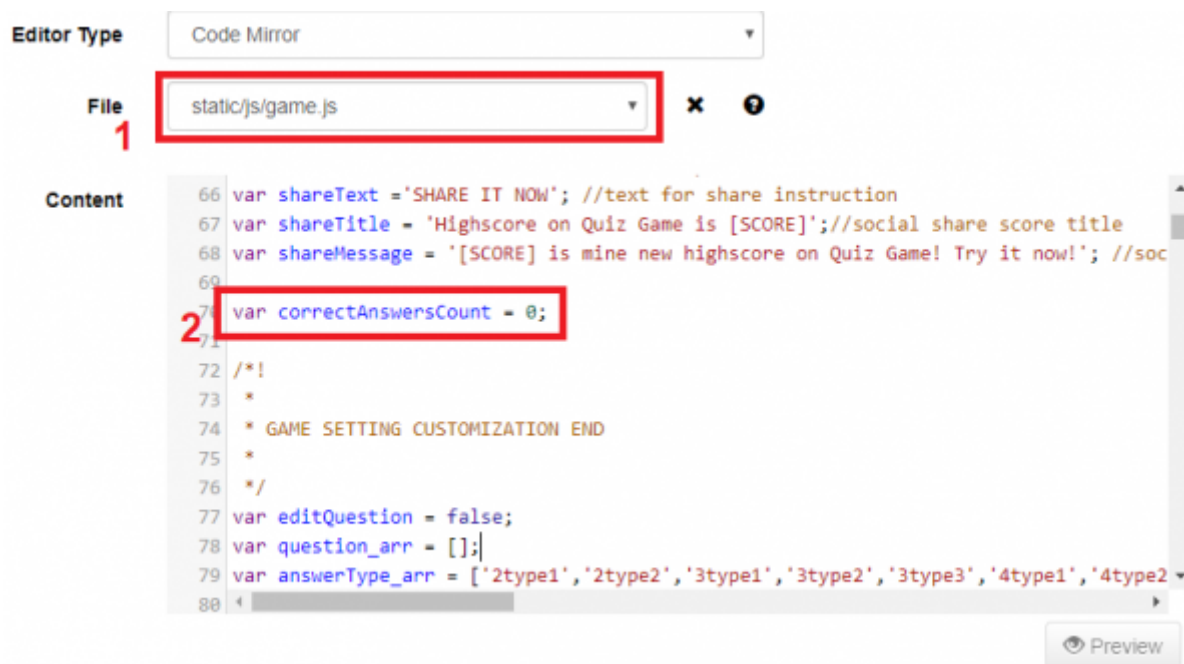 Editor Type Code Mirror
File static/js/game.js
1
Content
66 var shareText ='SHARE IT NOW'; //text for share instruction
67 var shareTitle = 'Highscore on Quiz Game is [SCORE]';//social share score title
68 var shareMessage = '[SCORE] is mine new highscore on Quiz Game! Try it now!'; //soc
69
70 var correctAnswersCount = 0;
2
71
72 /*!
73 *
74 * GAME SETTING CUSTOMIZATION END
75 *
76 */
77 var editQuestion = false;
78 var question_arr = [];
79 var answerType_arr = ['2type1','2type2','3type1','3type2','3type3','4type1','4type2
80
Preview